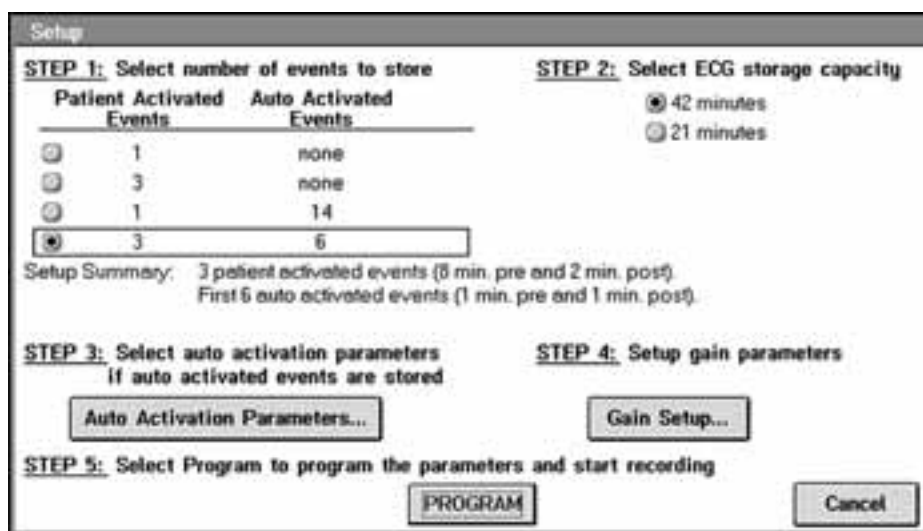 Setup
STEP 1: Select number of events to store
STEP 2: Select ECG storage capacity
Patient Activated Events
Auto Activated Events
42 minutes
21 minutes
1 none
3 none
1 14
3 6
Setup Summary: 3 patient activated events (8 min. pre and 2 min. post).
First 6 auto activated events (1 min. pre and 1 min. post).
STEP 3: Select auto activation parameters
if auto activated events are stored
STEP 4: Setup gain parameters
Auto Activation Parameters...
Gain Setup...
STEP 5: Select Program to program the parameters and start recording
PROGRAM
Cancel